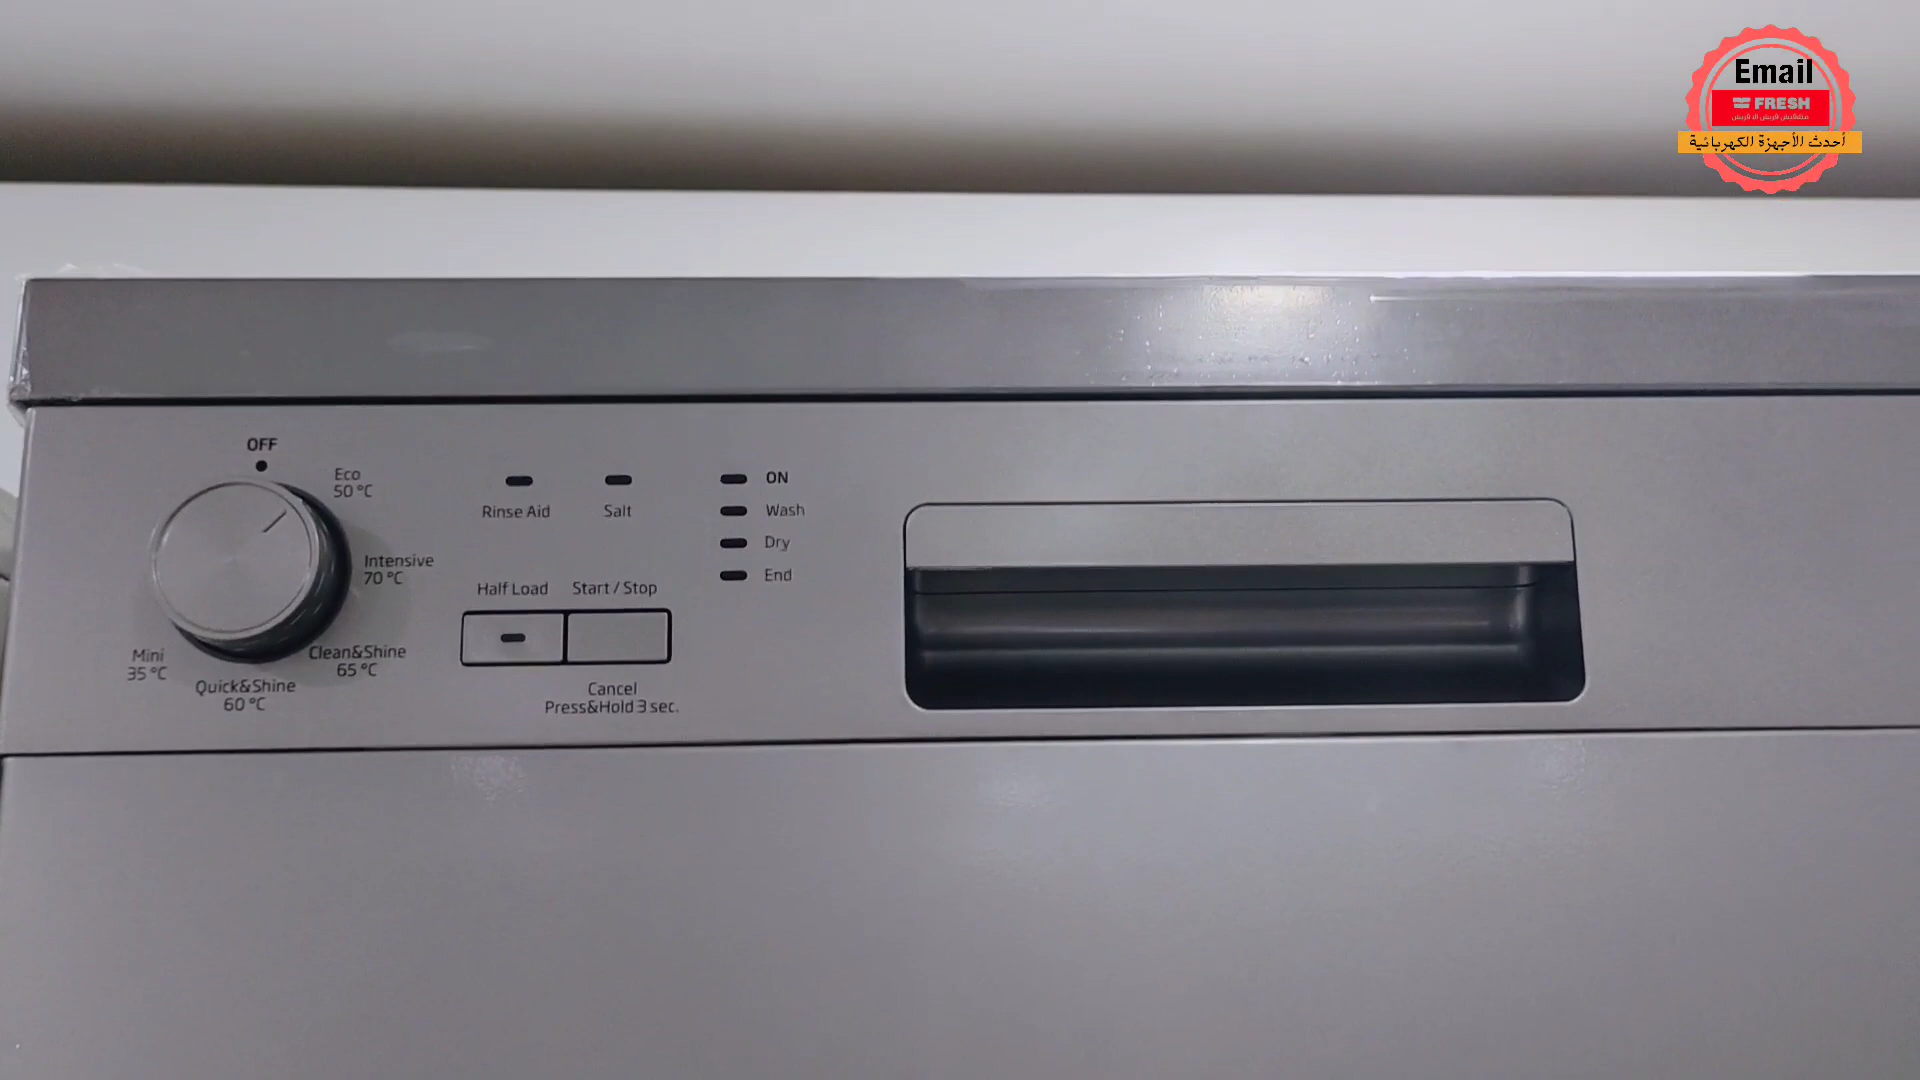 Email
FRESH
أحدث الأجهزة الكهربائية
OFF
Eco
50 °C
Intensive
70 °C
Clean&Shine
65 °C
Quick&Shine
60 °C
Mini
35 °C
Rinse Aid
Salt
ON
Wash
Dry
End
Half Load
Start / Stop
Cancel
Press&Hold 3 sec.